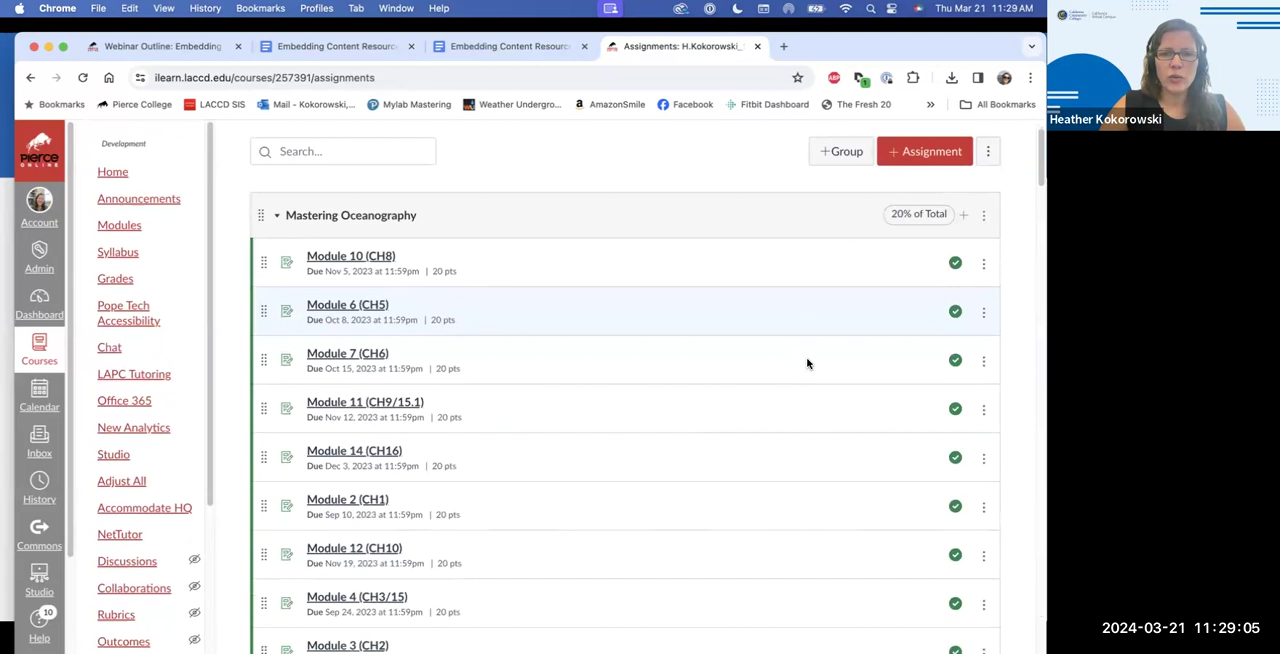 Chrome File Edit View History Bookmarks Profiles Tab Window Help Thu Mar 21 11:29 AM
Webinar Outline: Embedding
Embedding Content Resourc
Embedding Content Resourc
Assignments: H.Kokorowski_
ilearn.laccd.edu/courses/257391/assignments
ABP
1
Bookmarks Pierce College LACCD SIS Mail - Kokorowski,... Mylab Mastering Weather Undergro... AmazonSmile Facebook Fitbit Dashboard The Fresh 20 » All Bookmarks
Heather Kokorowski
PIERCE
ONLINE
Account
Admin
Dashboard
Courses
Calendar
Inbox
History
Commons
Studio
10
Help
Development
Home
Announcements
Modules
Syllabus
Grades
Pope Tech
Accessibility
Chat
LAPC Tutoring
Office 365
New Analytics
Studio
Adjust All
Accommodate HQ
NetTutor
Discussions
Collaborations
Rubrics
Outcomes
Search...
+Group
+ Assignment
Mastering Oceanography
20% of Total
Module 10 (CH8)
Due Nov 5, 2023 at 11:59pm | 20 pts
Module 6 (CH5)
Due Oct 8, 2023 at 11:59pm | 20 pts
Module 7 (CH6)
Due Oct 15, 2023 at 11:59pm | 20 pts
Module 11 (CH9/15.1)
Due Nov 12, 2023 at 11:59pm | 20 pts
Module 14 (CH16)
Due Dec 3, 2023 at 11:59pm | 20 pts
Module 2 (CH1)
Due Sep 10, 2023 at 11:59pm | 20 pts
Module 12 (CH10)
Due Nov 19, 2023 at 11:59pm | 20 pts
Module 4 (CH3/15)
Due Sep 24, 2023 at 11:59pm | 20 pts
Module 3 (CH2)
2024-03-21 11:29:05